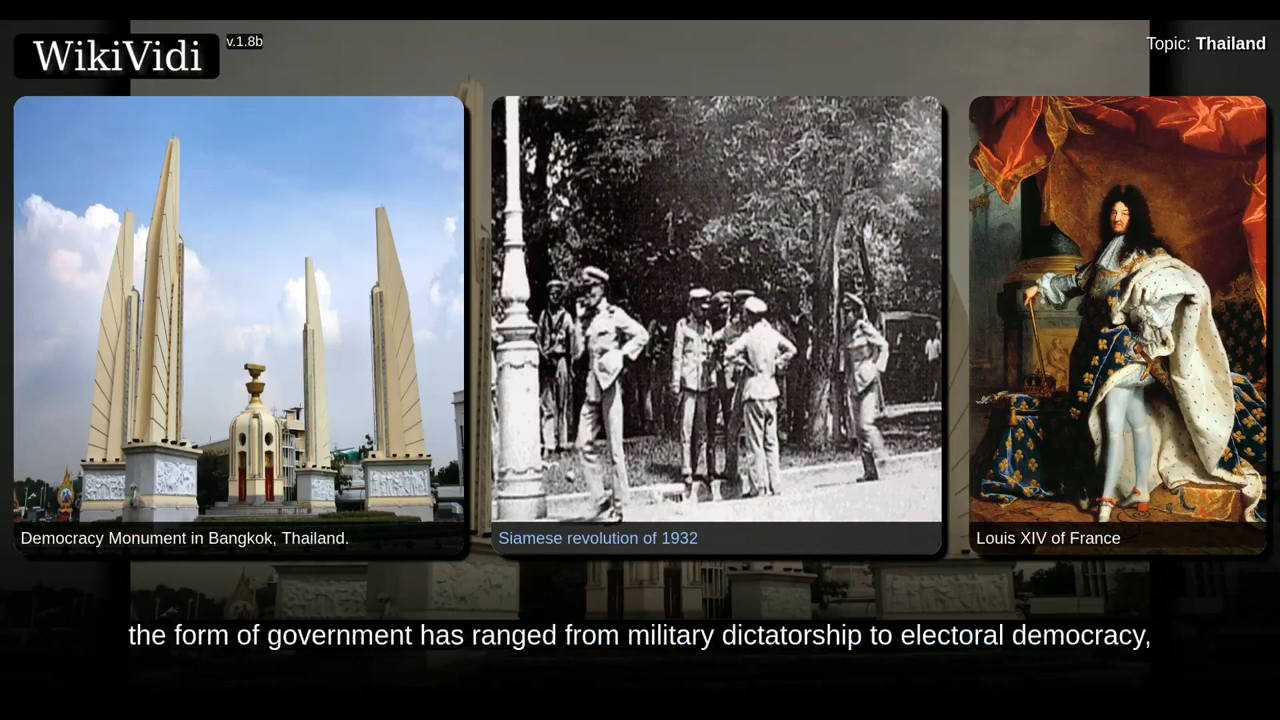 WikiVidi v.1.8b
Topic: Thailand
Democracy Monument in Bangkok, Thailand.
Siamese revolution of 1932
Louis XIV of France
the form of government has ranged from military dictatorship to electoral democracy,